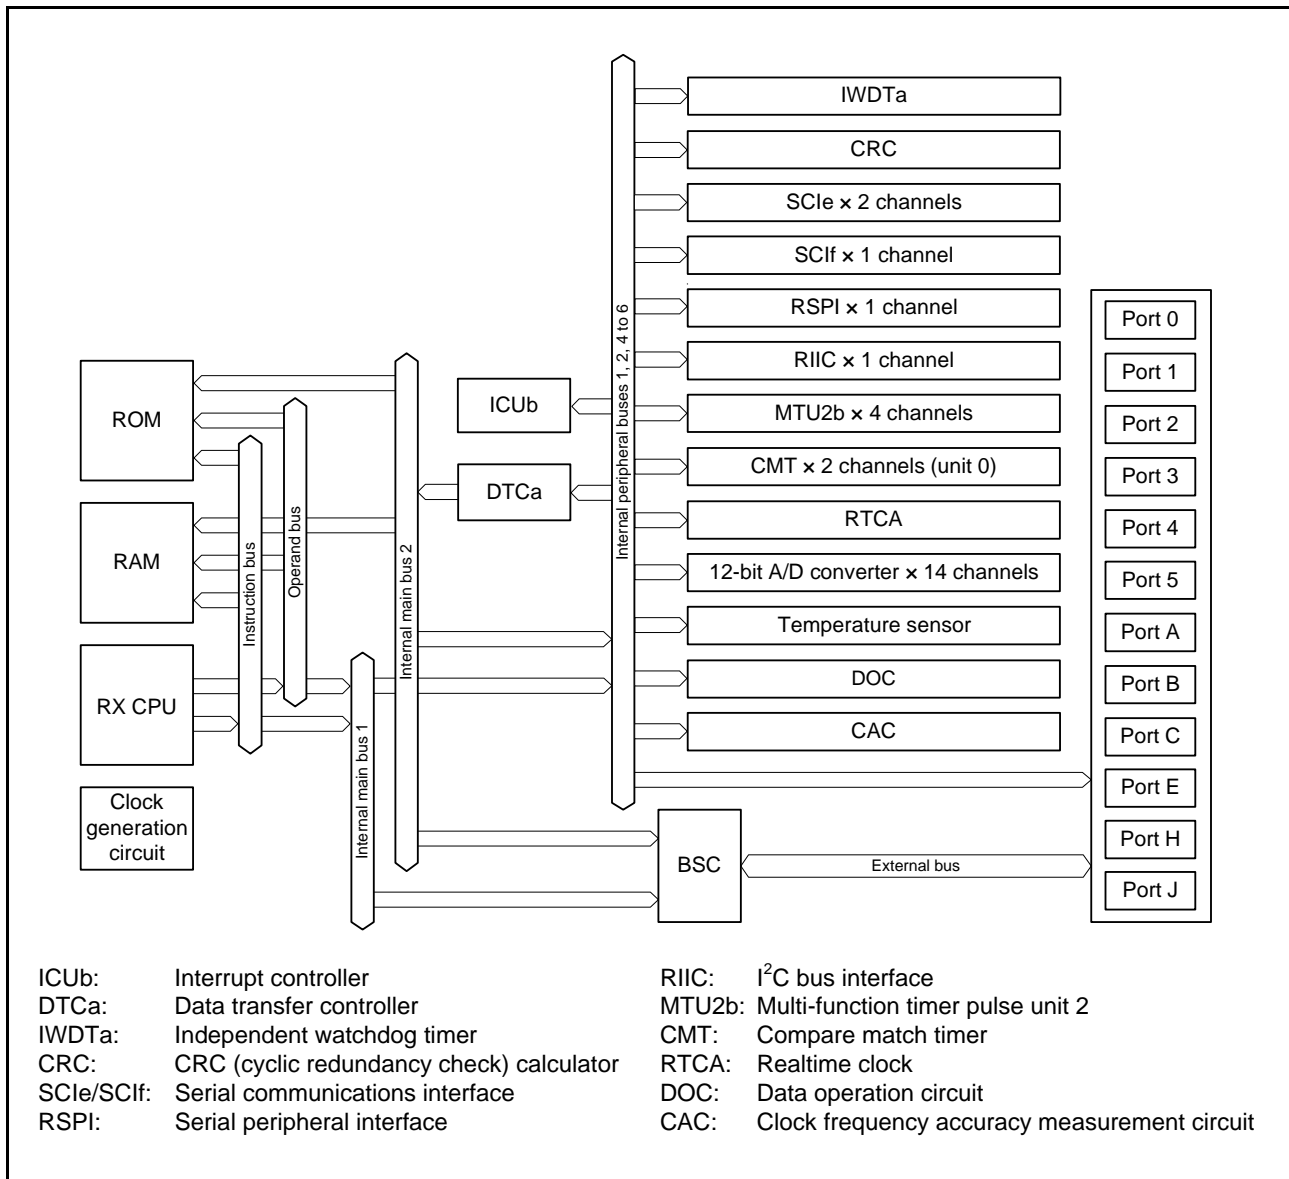 IWDTa
CRC
SCIe × 2 channels
SCIf × 1 channel
RSPI × 1 channel
RIIC × 1 channel
MTU2b × 4 channels
CMT × 2 channels (unit 0)
RTCA
12-bit A/D converter × 14 channels
Temperature sensor
DOC
CAC
Internal peripheral buses 1, 2, 4 to 6
Port 0
Port 1
Port 2
Port 3
Port 4
Port 5
Port A
Port B
Port C
Port E
Port H
Port J
ROM
RAM
RX CPU
Clock
generation
circuit
Instruction bus
Operand bus
Internal main bus 1
Internal main bus 2
ICUb
DTCa
BSC
External bus
ICUb: Interrupt controller
DTCa: Data transfer controller
IWDTa: Independent watchdog timer
CRC: CRC (cyclic redundancy check) calculator
SCIe/SCIf: Serial communications interface
RSPI: Serial peripheral interface
RIIC: I²C bus interface
MTU2b: Multi-function timer pulse unit 2
CMT: Compare match timer
RTCA: Realtime clock
DOC: Data operation circuit
CAC: Clock frequency accuracy measurement circuit